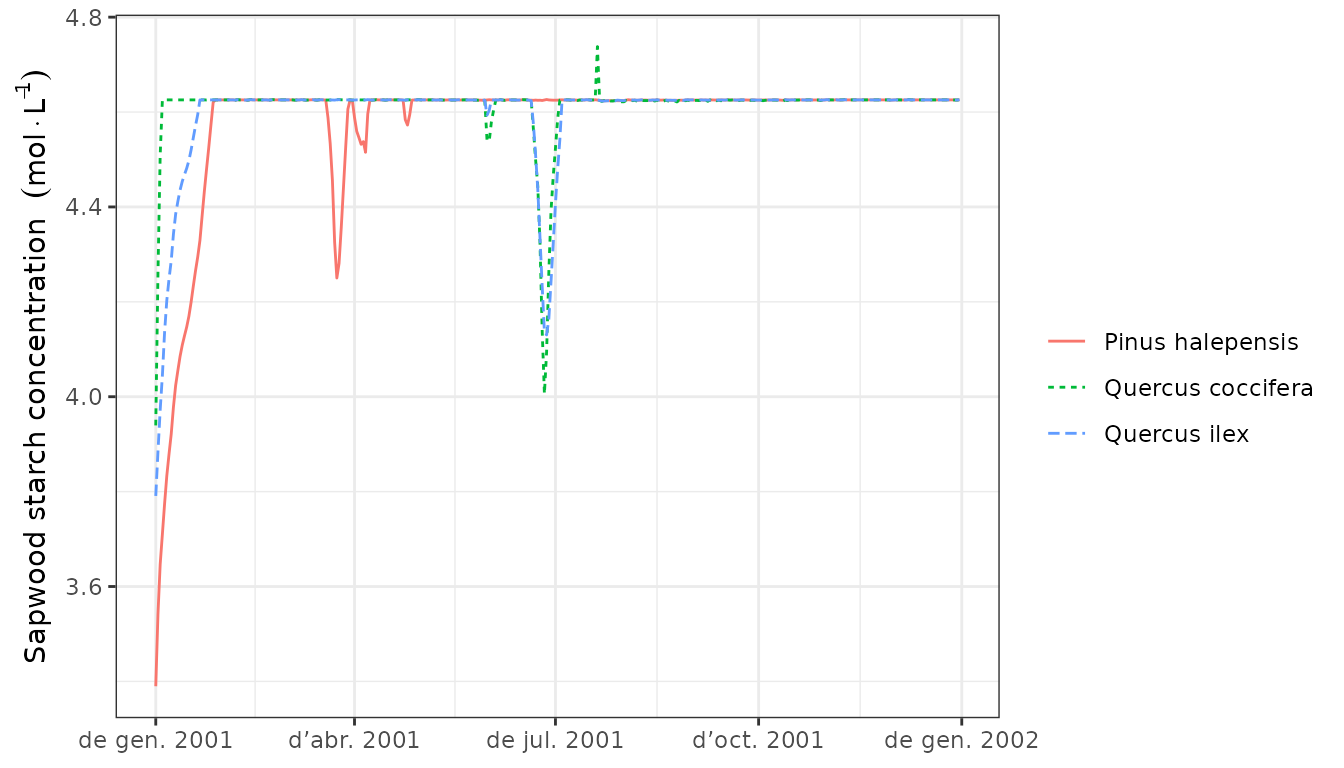 4.8
4.4
4.0
3.6
Sapwood starch concentration (mol · L⁻¹)
de gen. 2001
d’abr. 2001
de jul. 2001
d’oct. 2001
de gen. 2002
Pinus halepensis
Quercus coccifera
Quercus ilex